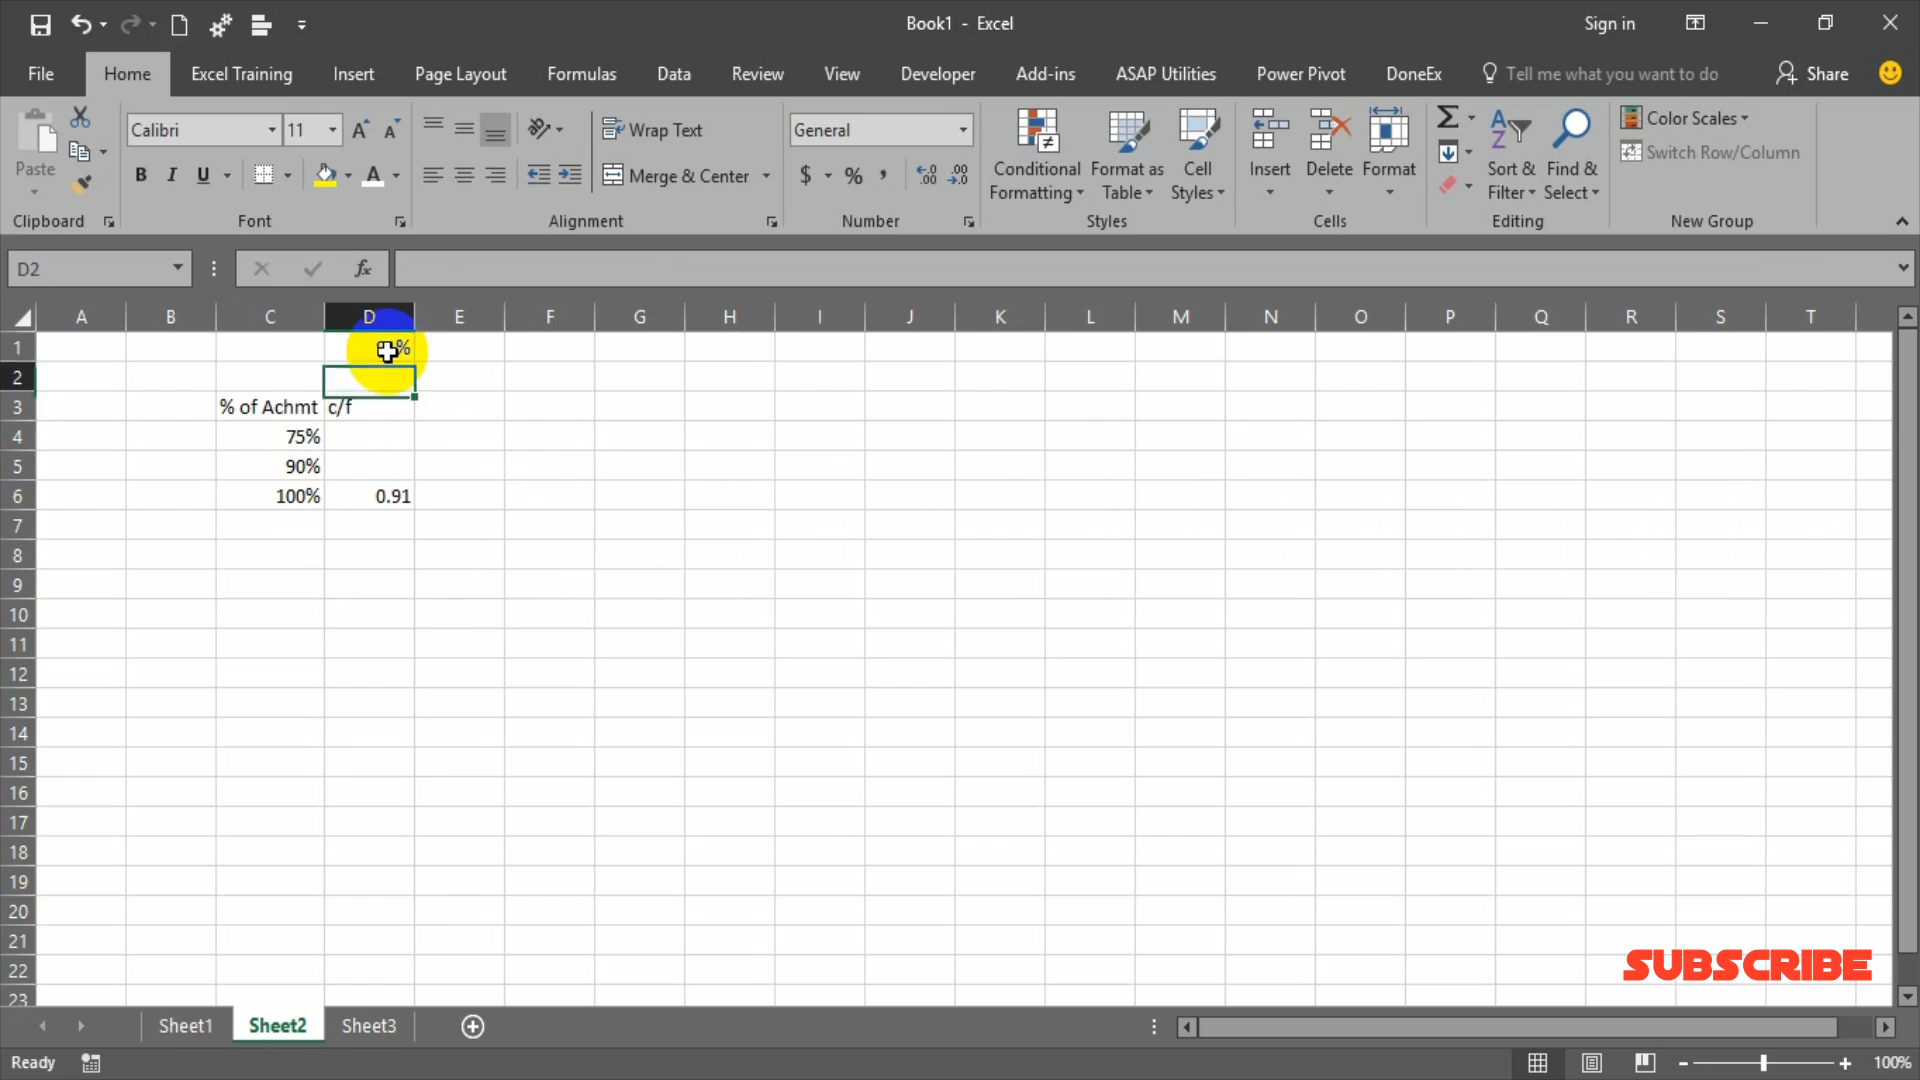 Book1 - Excel
Sign in
File Home Excel Training Insert Page Layout Formulas Data Review View Developer Add-ins ASAP Utilities Power Pivot DoneEx Tell me what you want to do Share
Paste
Calibri 11
Wrap Text
General
Conditional Formatting
Format as Table
Cell Styles
Insert Delete Format
Sort & Filter
Find & Select
Color Scales
Switch Row/Column
B I U
Merge & Center
$ % ,
Clipboard Font Alignment Number Styles Cells Editing New Group
D2 fx
A B C D E F G H I J K L M N O P Q R S T
1
2
3 % of Achmt c/f
4 75%
5 90%
6 100% 0.91
7
8
9
10
11
12
13
14
15
16
17
18
19
20
21
22
23
SUBSCRIBE
Sheet1 Sheet2 Sheet3
Ready 100%